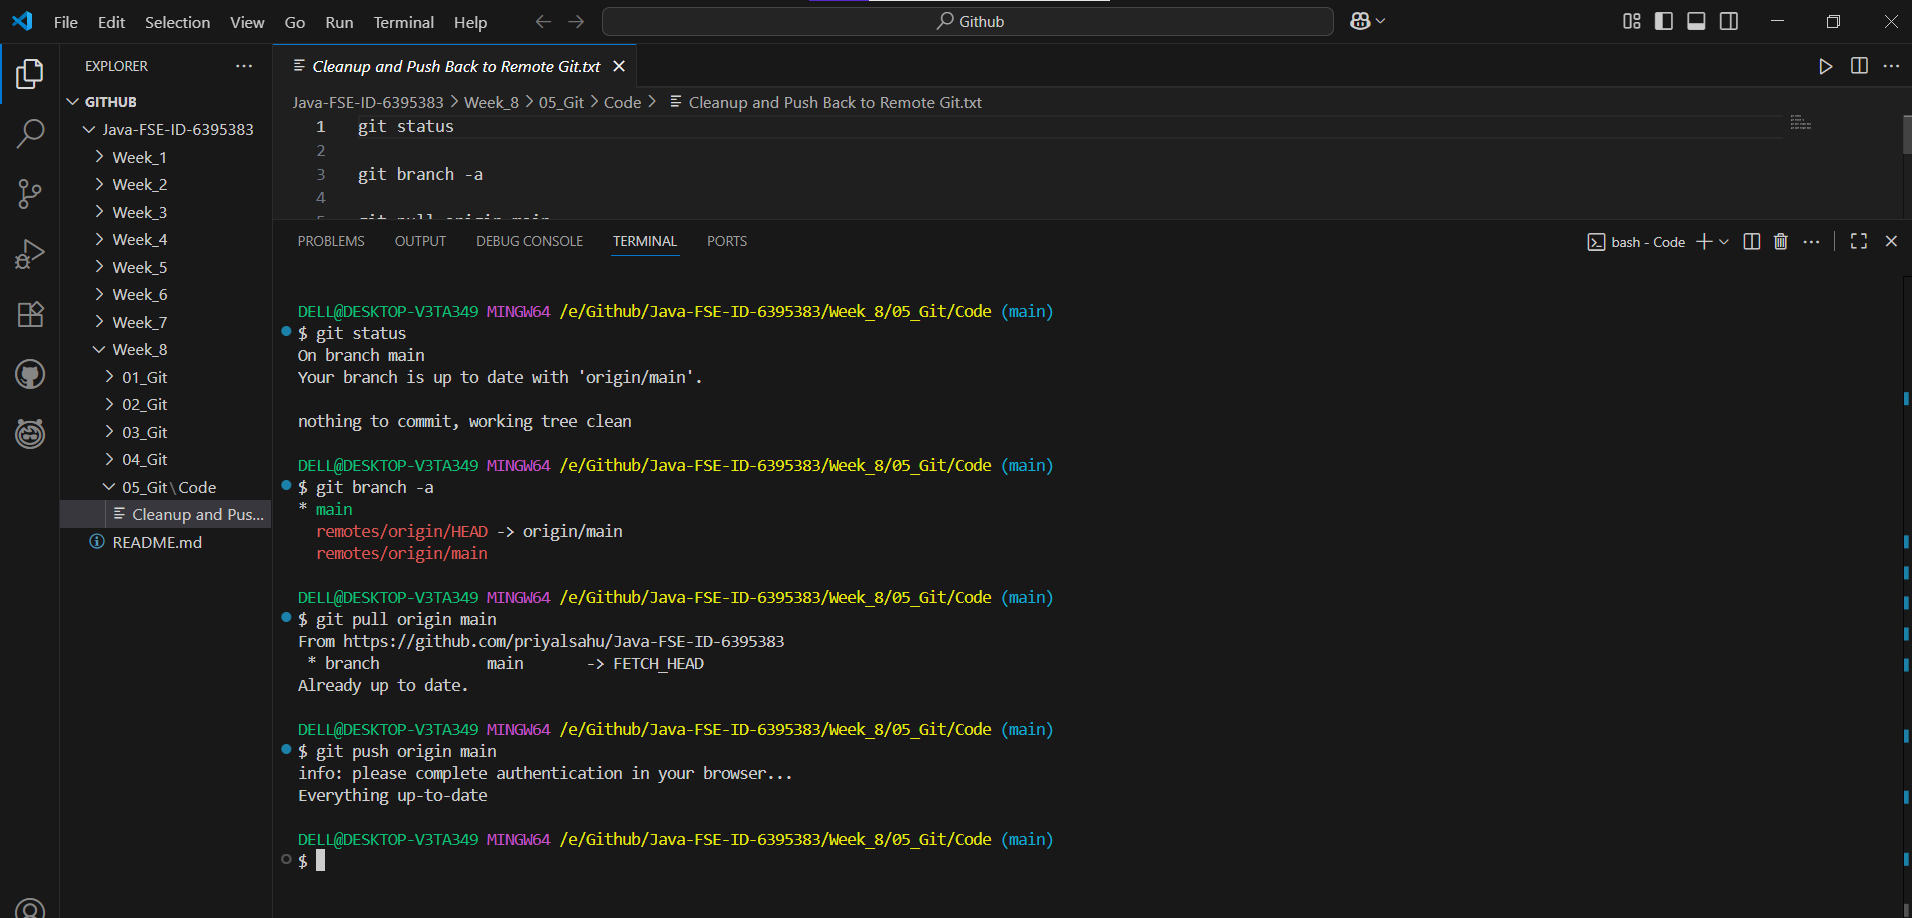 File Edit Selection View Go Run Terminal Help Github
EXPLORER
GITHUB
Java-FSE-ID-6395383
Week_1
Week_2
Week_3
Week_4
Week_5
Week_6
Week_7
Week_8
01_Git
02_Git
03_Git
04_Git
05_Git\Code
Cleanup and Pus...
README.md
Cleanup and Push Back to Remote Git.txt
Java-FSE-ID-6395383 > Week_8 > 05_Git > Code > Cleanup and Push Back to Remote Git.txt
1 git status
2
3 git branch -a
4
5 git pull origin main
PROBLEMS OUTPUT DEBUG CONSOLE TERMINAL PORTS
bash - Code
DELL@DESKTOP-V3TA349 MINGW64 /e/Github/Java-FSE-ID-6395383/Week_8/05_Git/Code (main)
$ git status
On branch main
Your branch is up to date with 'origin/main'.
nothing to commit, working tree clean
DELL@DESKTOP-V3TA349 MINGW64 /e/Github/Java-FSE-ID-6395383/Week_8/05_Git/Code (main)
$ git branch -a
* main
remotes/origin/HEAD -> origin/main
remotes/origin/main
DELL@DESKTOP-V3TA349 MINGW64 /e/Github/Java-FSE-ID-6395383/Week_8/05_Git/Code (main)
$ git pull origin main
From https://github.com/priyalsahu/Java-FSE-ID-6395383
* branch main -> FETCH_HEAD
Already up to date.
DELL@DESKTOP-V3TA349 MINGW64 /e/Github/Java-FSE-ID-6395383/Week_8/05_Git/Code (main)
$ git push origin main
info: please complete authentication in your browser...
Everything up-to-date
DELL@DESKTOP-V3TA349 MINGW64 /e/Github/Java-FSE-ID-6395383/Week_8/05_Git/Code (main)
$